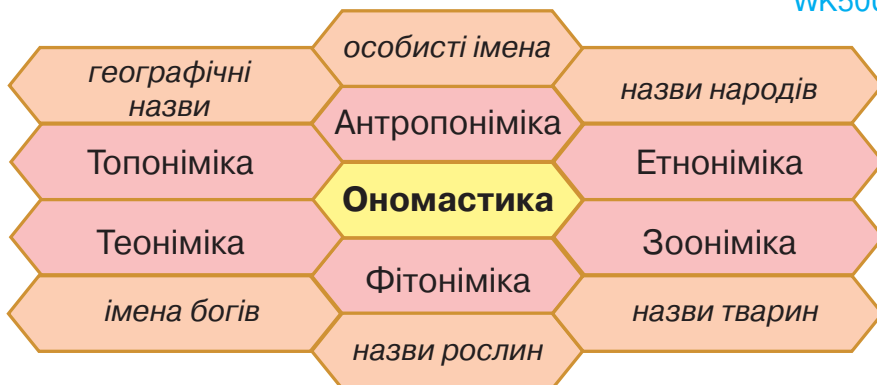 WK500
особисті імена
географічні
назви
назви народів
Антропоніміка
Топоніміка
Етноніміка
Ономастика
Теоніміка
Зооніміка
Фітоніміка
імена богів
назви тварин
назви рослин